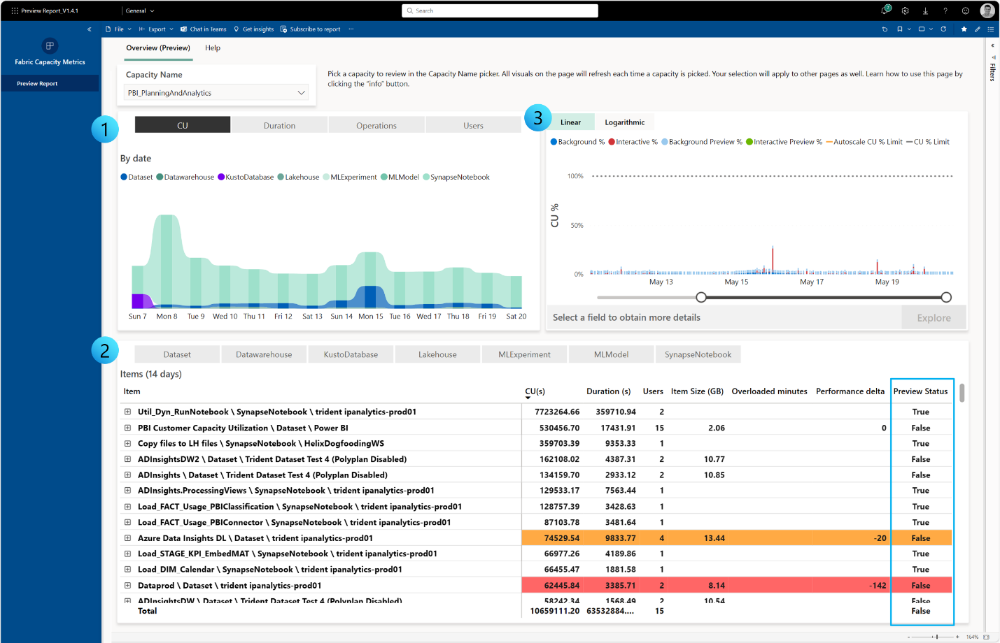 Preview Report_V1.4.1 General Search 7 ?
File Export Chat in Teams Get insights Subscribe to report ...
Fabric Capacity Metrics
Preview Report
Overview (Preview) Help
Filters
Capacity Name
PBI_PlanningAndAnalytics
Pick a capacity to review in the Capacity Name picker. All visuals on the page will refresh each time a capacity is picked. Your selection will apply to other pages as well. Learn how to use this page by
clicking the "info" button.
1
CU Duration Operations Users
By date
Dataset Datawarehouse KustoDatabase Lakehouse MLExperiment MLModel SynapseNotebook
Sun 7 Mon 8 Tue 9 Wed 10 Thu 11 Fri 12 Sat 13 Sun 14 Mon 15 Tue 16 Wed 17 Thu 18 Fri 19 Sat 20
3
Linear Logarithmic
Background % Interactive % Background Preview % Interactive Preview % Autoscale CU % Limit CU % Limit
100%
CU %
50%
0%
May 13 May 15 May 17 May 19
Select a field to obtain more details Explore
2
Dataset Datawarehouse KustoDatabase Lakehouse MLExperiment MLModel SynapseNotebook
Items (14 days)
Item CU(s) Duration (s) Users Item Size (GB) Overloaded minutes Performance delta Preview Status
Util_Dyn_RunNotebook \ SynapseNotebook \ trident ipanalytics-prod01 7723264.66 359710.94 2 True
PBI Customer Capacity Utilization \ Dataset \ Power BI 530456.70 17431.91 15 2.06 0 False
Copy files to LH files \ SynapseNotebook \ HelixDogfoodingWS 359703.39 9353.33 1 True
ADInsightsDW2 \ Dataset \ Trident Dataset Test 4 (Polyplan Disabled) 162108.02 4387.31 2 10.77 False
ADInsights \ Dataset \ Trident Dataset Test 4 (Polyplan Disabled) 134159.70 2933.12 2 10.85 False
ADInsights.ProcessingViews \ SynapseNotebook \ trident ipanalytics-prod01 129533.17 7563.44 1 True
Load_FACT_Usage_PBIClassification \ SynapseNotebook \ trident ipanalytics-prod01 128757.39 3428.63 1 True
Load_FACT_Usage_PBIConnector \ SynapseNotebook \ trident ipanalytics-prod01 87103.78 3481.64 1 True
Azure Data Insights DL \ Dataset \ trident ipanalytics-prod01 74529.54 9833.77 4 13.44 -20 False
Load_STAGE_KPI_EmbedMAT \ SynapseNotebook \ trident ipanalytics-prod01 66977.26 4189.86 1 True
Load_DIM_Calendar \ SynapseNotebook \ trident ipanalytics-prod01 66455.47 1881.58 1 True
Dataprod \ Dataset \ trident ipanalytics-prod01 62445.84 3385.71 2 8.14 -142 False
ADInsightsDW \ Dataset \ Trident Dataset Test 4 (Polyplan Disabled) 58242.34 1568.49 2 10.54 False
Total 10659111.20 63532884.... 15 False
- + 164%